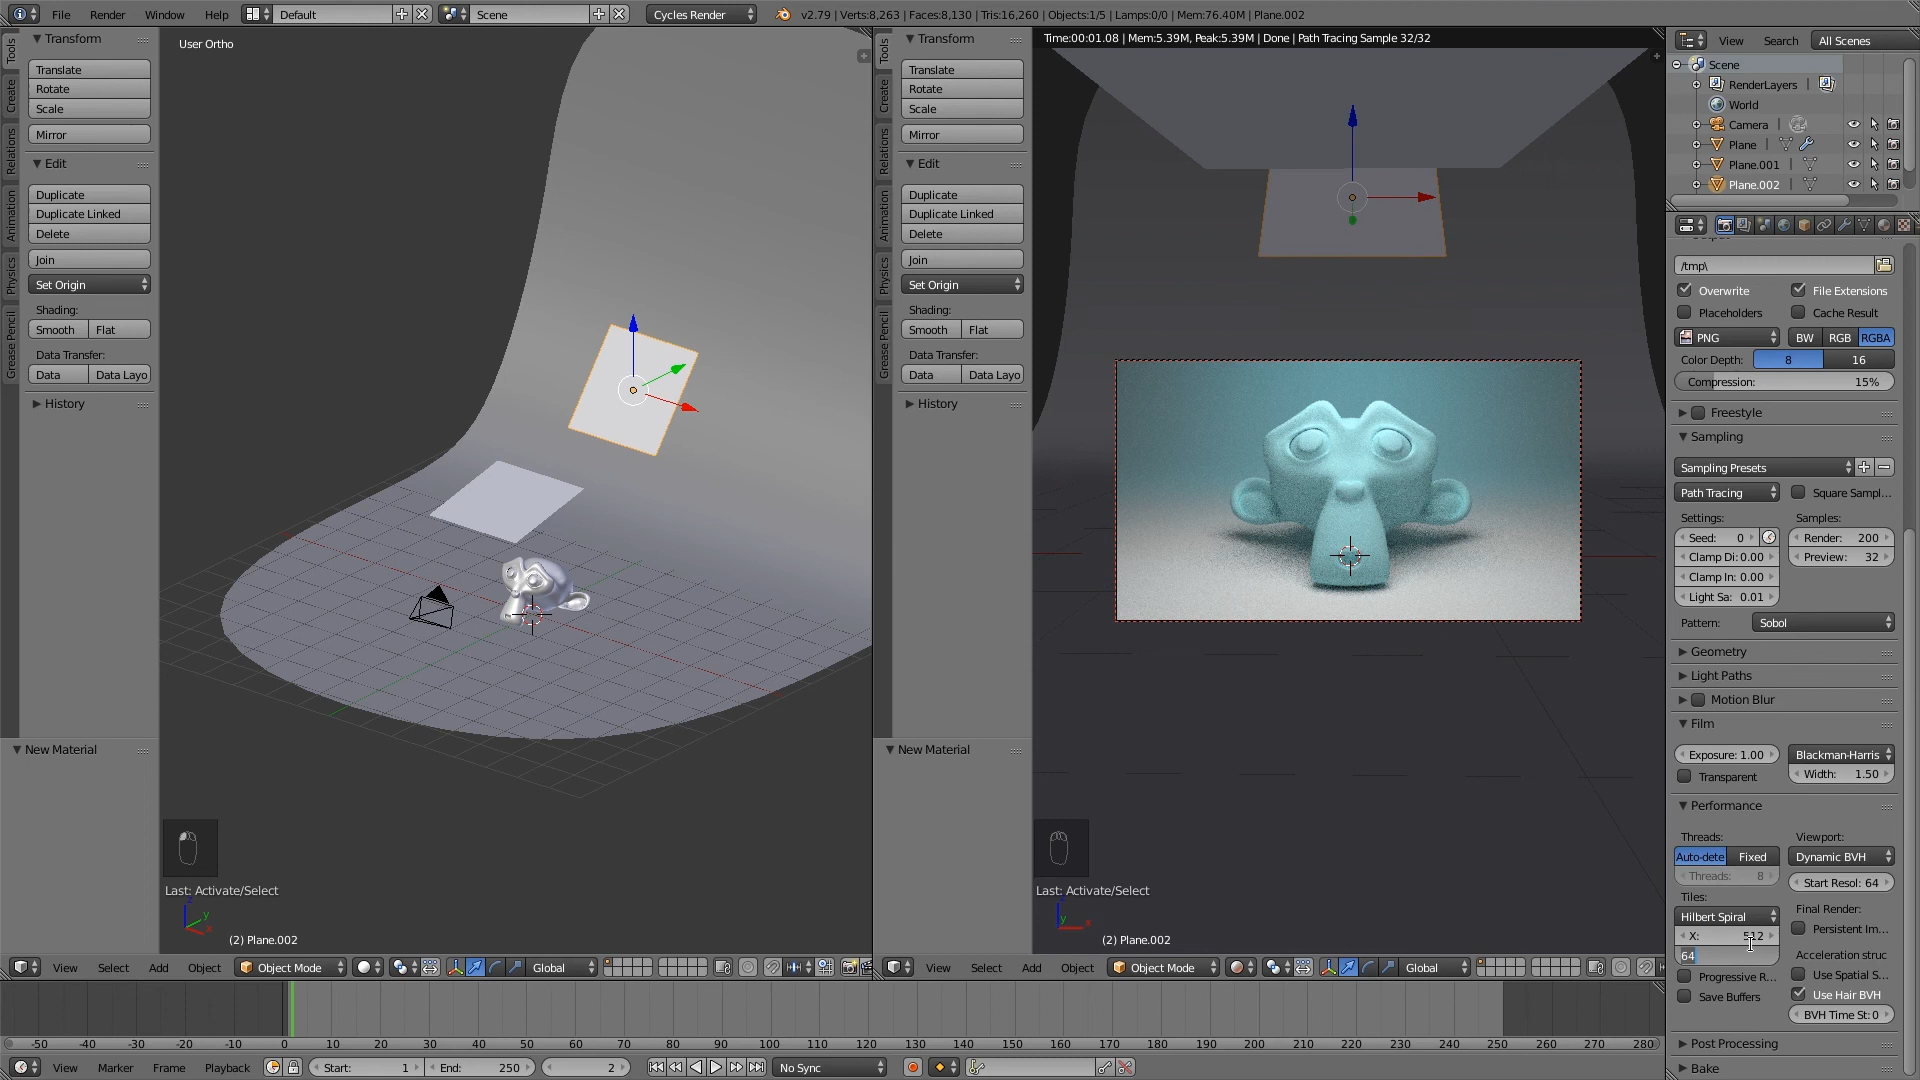 File Render Window Help Default Scene Cycles Render v2.79 | Verts:8,263 | Faces:8,130 | Tris:16,260 | Objects:1/5 | Lamps:0/0 | Mem:76.40M | Plane.002
Tools
Create
Relations
Animation
Physics
Grease Pencil
Transform
Translate
Rotate
Scale
Mirror
Edit
Duplicate
Duplicate Linked
Delete
Join
Set Origin
Shading:
Smooth Flat
Data Transfer:
Data Data Layo
History
New Material
User Ortho
Last: Activate/Select
z
y
x
(2) Plane.002
View Select Add Object Object Mode Global
Tools
Create
Relations
Animation
Physics
Grease Pencil
Transform
Translate
Rotate
Scale
Mirror
Edit
Duplicate
Duplicate Linked
Delete
Join
Set Origin
Shading:
Smooth Flat
Data Transfer:
Data Data Layo
History
New Material
Time:00:01.08 | Mem:5.39M, Peak:5.39M | Done | Path Tracing Sample 32/32
Last: Activate/Select
z
y
x
(2) Plane.002
View Select Add Object Object Mode Global
View Search All Scenes
Scene
RenderLayers
World
Camera
Plane
Plane.001
Plane.002
/tmp\
Overwrite File Extensions
Placeholders Cache Result
PNG BW RGB RGBA
Color Depth: 8 16
Compression: 15%
Freestyle
Sampling
Sampling Presets
Path Tracing Square Sampl...
Settings: Samples:
Seed: 0 Render: 200
Clamp Di: 0.00 Preview: 32
Clamp In: 0.00
Light Sa: 0.01
Pattern: Sobol
Geometry
Light Paths
Motion Blur
Film
Exposure: 1.00 Blackman-Harris
Transparent Width: 1.50
Performance
Threads: Viewport:
Auto-dete Fixed Dynamic BVH
Threads: 8 Start Resol: 64
Tiles:
Hilbert Spiral Final Render:
X: 512 Persistent Im...
64 Acceleration struc
Progressive R... Use Spatial S...
Save Buffers Use Hair BVH
BVH Time St: 0
Post Processing
Bake
-50 -40 -30 -20 -10 0 10 20 30 40 50 60 70 80 90 100 110 120 130 140 150 160 170 180 190 200 210 220 230 240 250 260 270 280
View Marker Frame Playback Start: 1 End: 250 2 No Sync